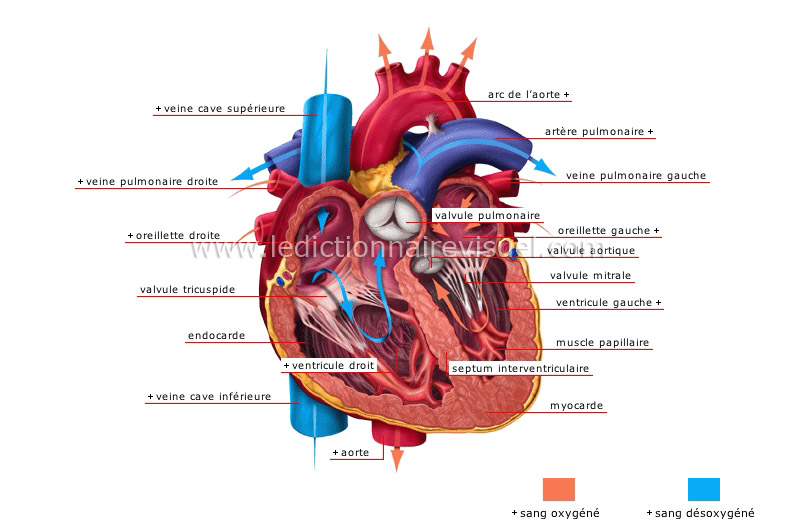 arc de l'aorte +
+ veine cave supérieure
artère pulmonaire +
+ veine pulmonaire droite
veine pulmonaire gauche
valvule pulmonaire
+ oreillette droite
oreillette gauche +
www.ledictionnairevisuel.com
valvule aortique
valvule mitrale
valvule tricuspide
ventricule gauche +
endocarde
muscle papillaire
+ ventricule droit
septum interventriculaire
+ veine cave inférieure
myocarde
+ aorte
+ sang oxygéné
+ sang désoxygéné